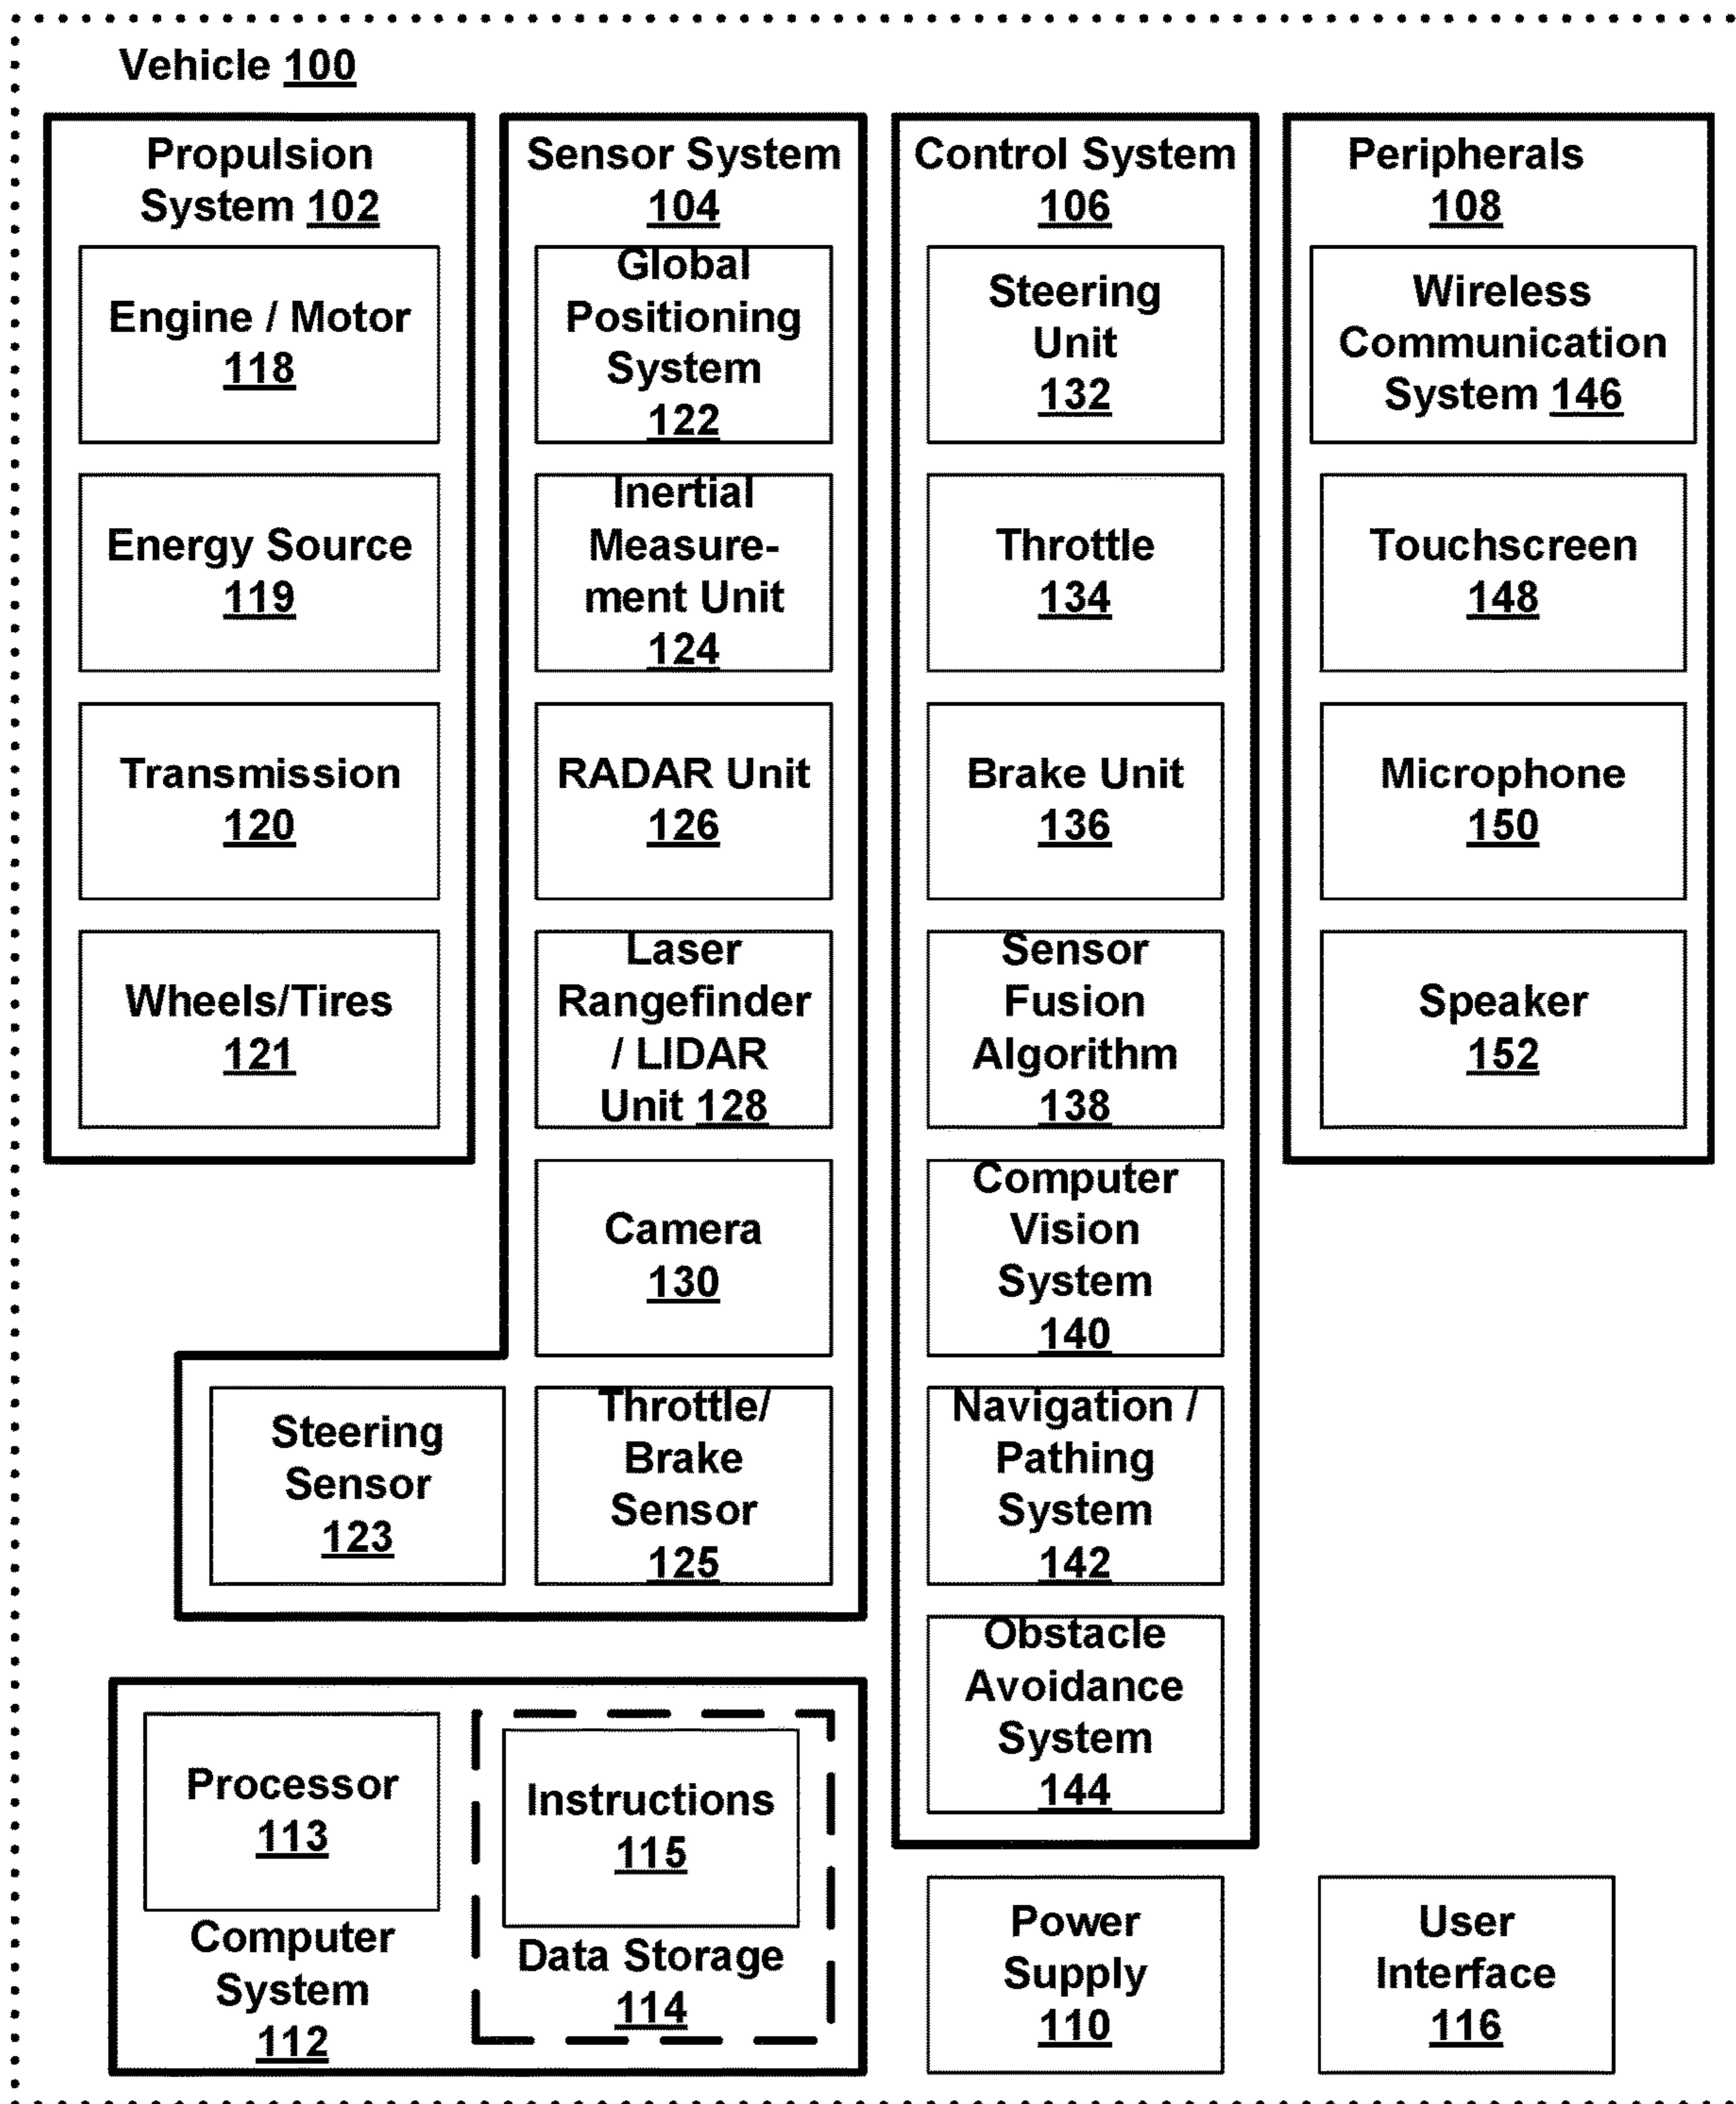 Vehicle 100
Propulsion
System 102
Engine / Motor
118
Energy Source
119
Transmission
120
Wheels/Tires
121
Sensor System
104
Global
Positioning
System
122
Inertial
Measure-
ment Unit
124
RADAR Unit
126
Laser
Rangefinder
/ LIDAR
Unit 128
Camera
130
Steering
Sensor
123
Throttle/
Brake
Sensor
125
Control System
106
Steering
Unit
132
Throttle
134
Brake Unit
136
Sensor
Fusion
Algorithm
138
Computer
Vision
System
140
Navigation /
Pathing
System
142
Obstacle
Avoidance
System
144
Peripherals
108
Wireless
Communication
System 146
Touchscreen
148
Microphone
150
Speaker
152
Processor
113
Computer
System
112
Instructions
115
Data Storage
114
Power
Supply
110
User
Interface
116